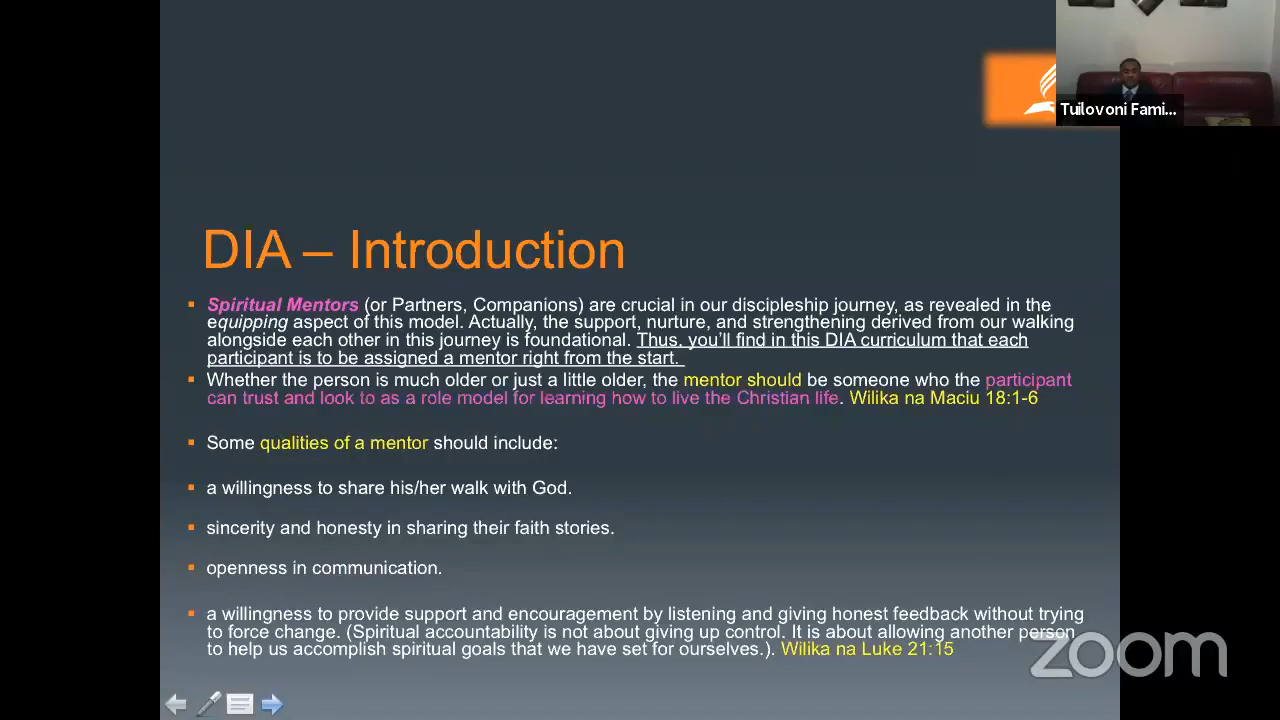 Tuilovoni Fami...
DIA – Introduction
Spiritual Mentors (or Partners, Companions) are crucial in our discipleship journey, as revealed in the
equipping aspect of this model. Actually, the support, nurture, and strengthening derived from our walking
alongside each other in this journey is foundational. Thus, you'll find in this DIA curriculum that each
participant is to be assigned a mentor right from the start.
Whether the person is much older or just a little older, the mentor should be someone who the participant
can trust and look to as a role model for learning how to live the Christian life. Wilika na Maciu 18:1-6
Some qualities of a mentor should include:
a willingness to share his/her walk with God.
sincerity and honesty in sharing their faith stories.
openness in communication.
a willingness to provide support and encouragement by listening and giving honest feedback without trying
to force change. (Spiritual accountability is not about giving up control. It is about allowing another person
to help us accomplish spiritual goals that we have set for ourselves.). Wilika na Luke 21:15
zoom